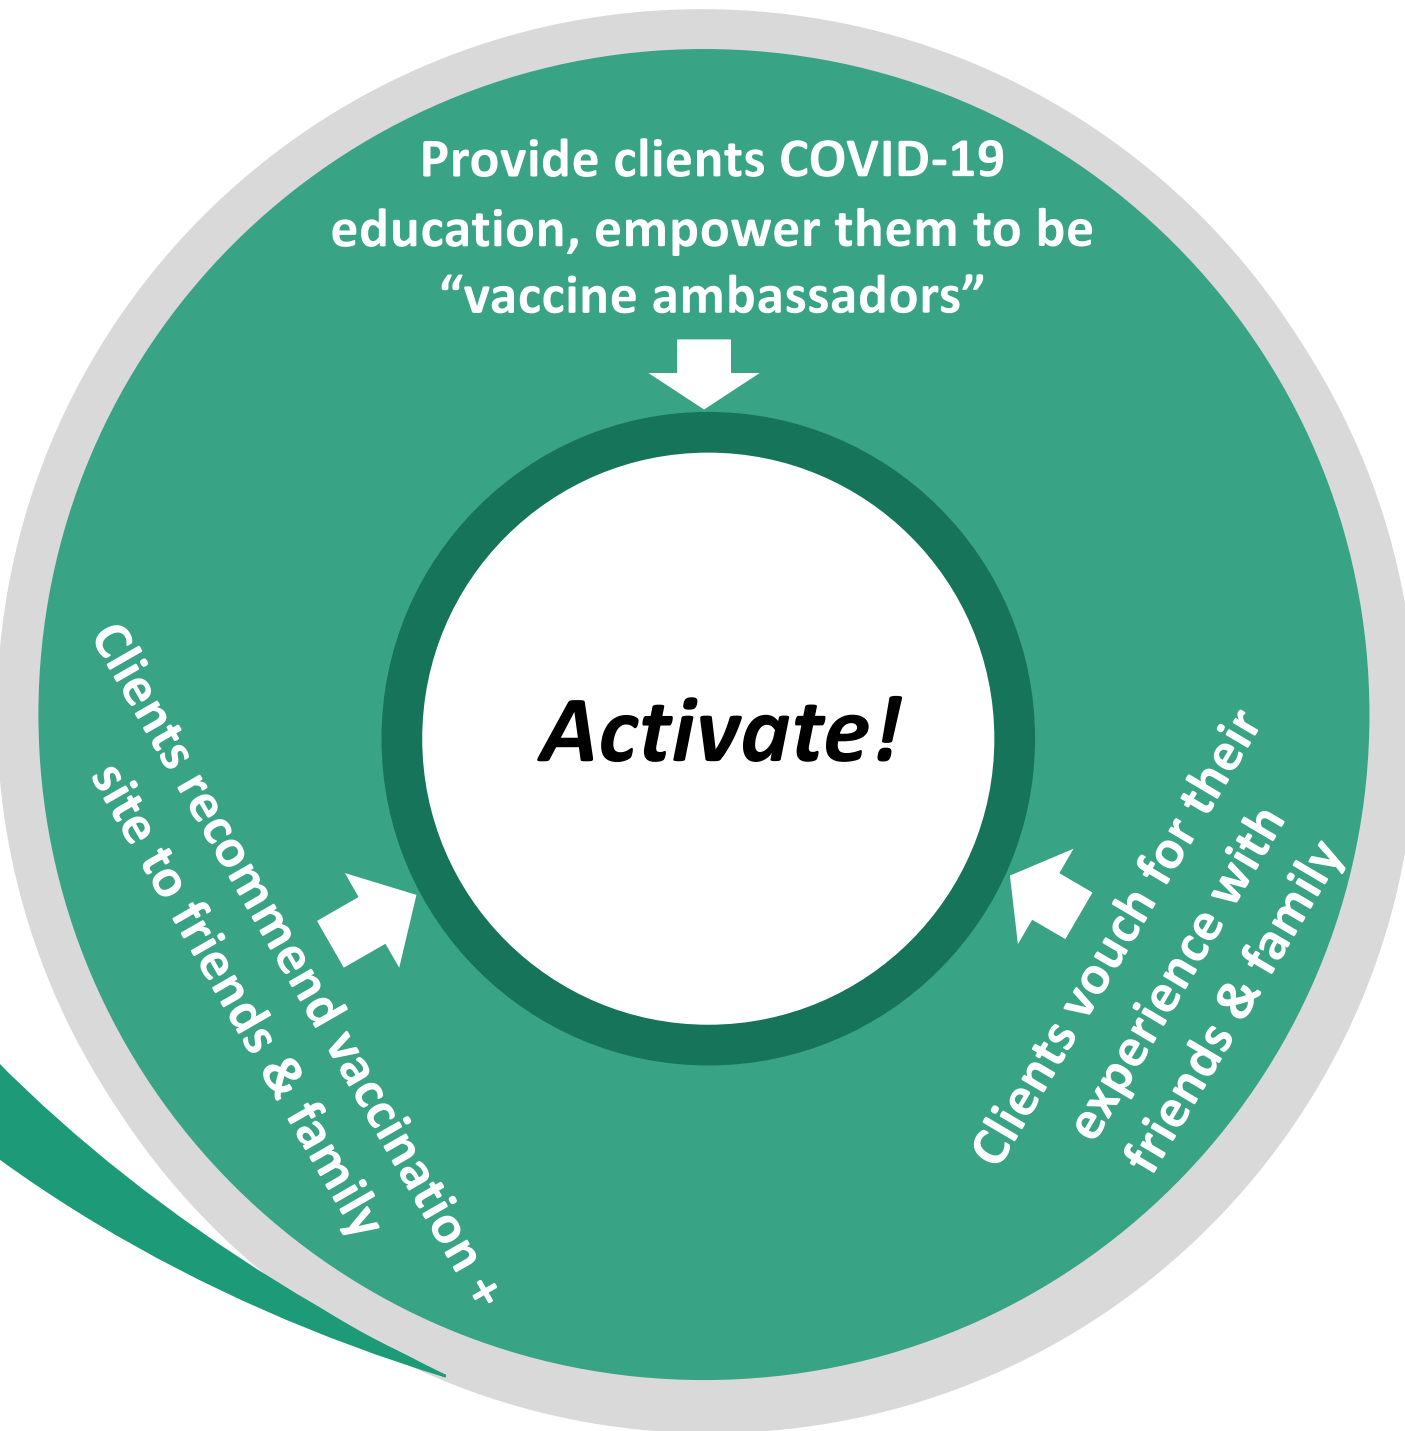 Provide clients COVID-19
education, empower them to be
“vaccine ambassadors”
Activate!
Clients recommend vaccination +
site to friends & family
Clients vouch for their
experience with
friends & family